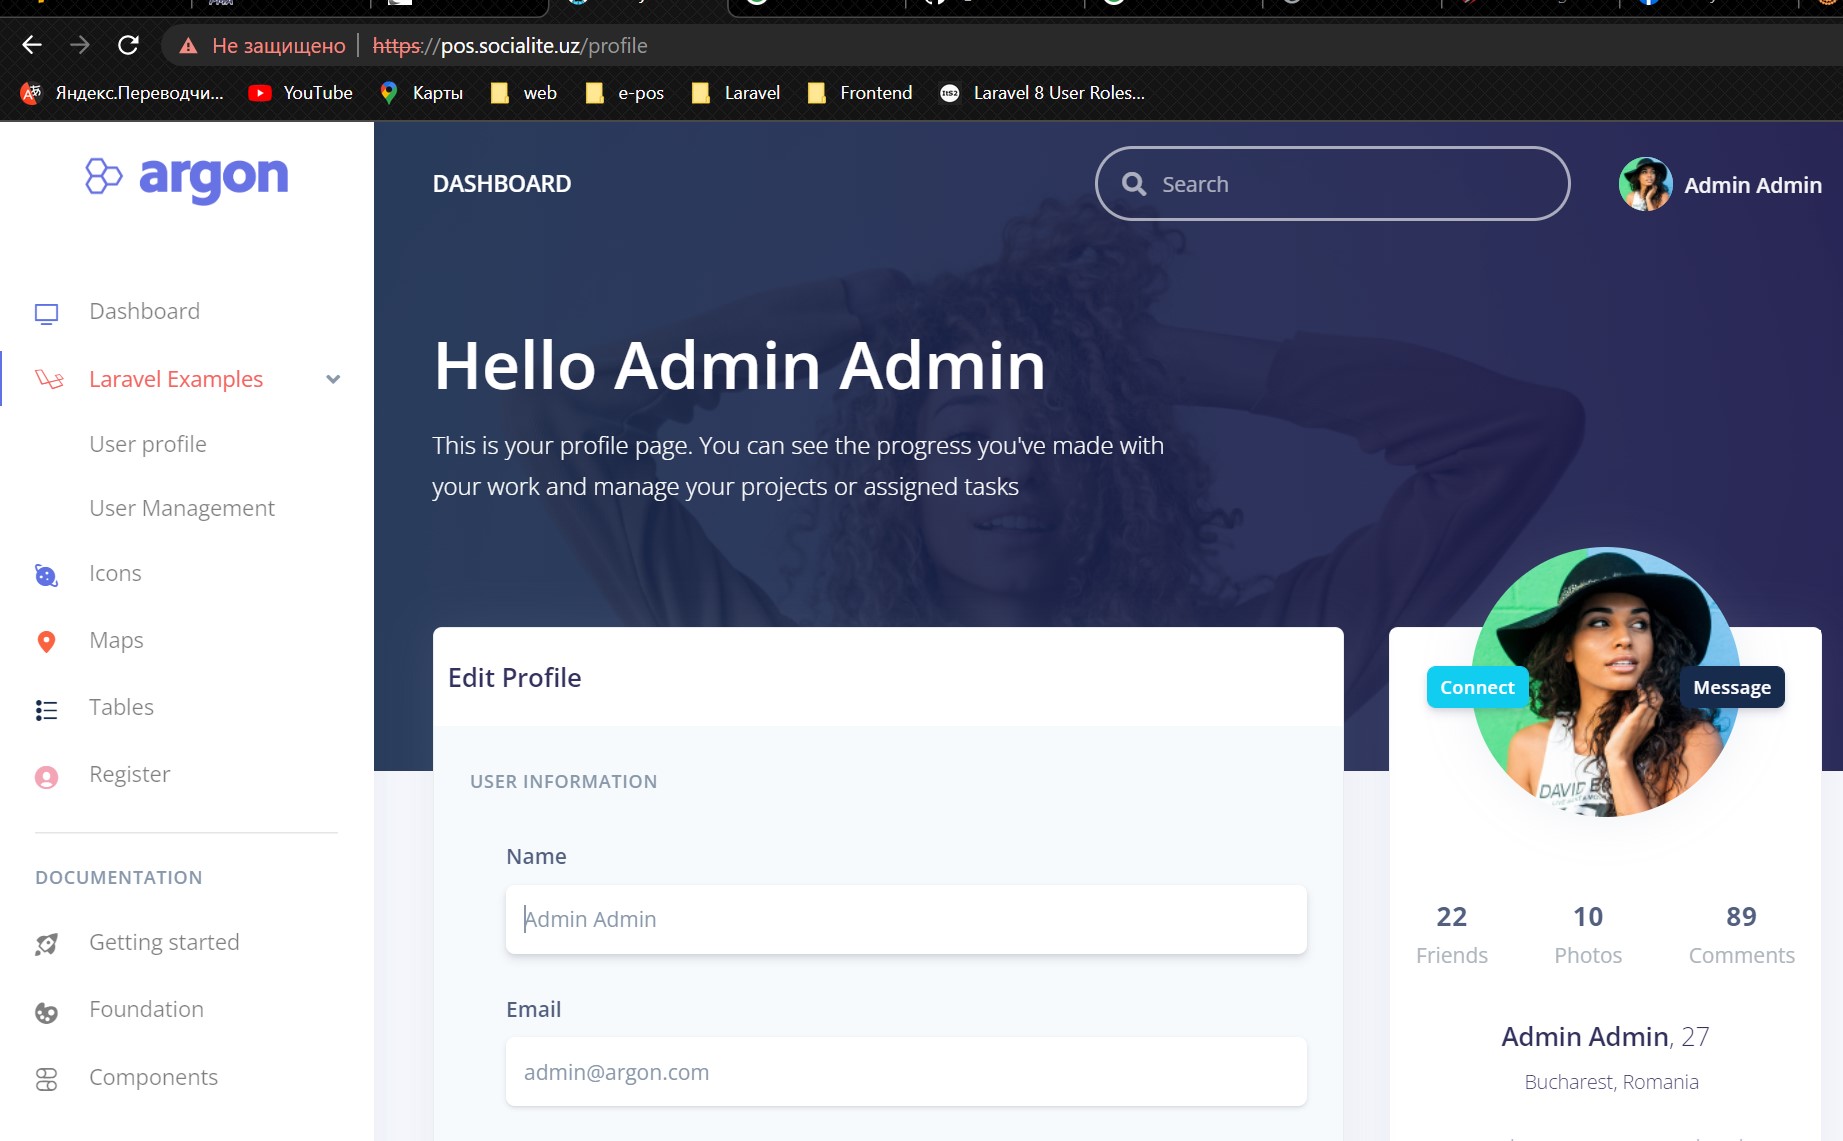 Не защищено
https://pos.socialite.uz/profile
Яндекс.Переводчи...
YouTube
Карты
web
e-pos
Laravel
Frontend
Laravel 8 User Roles...
argon
DASHBOARD
Search
Admin Admin
Dashboard
Laravel Examples
User profile
User Management
Icons
Maps
Tables
Register
DOCUMENTATION
Getting started
Foundation
Components
Hello Admin Admin
This is your profile page. You can see the progress you've made with
your work and manage your projects or assigned tasks
Edit Profile
USER INFORMATION
Name
Admin Admin
Email
admin@argon.com
Connect
Message
DAVID
22
Friends
10
Photos
89
Comments
Admin Admin, 27
Bucharest, Romania